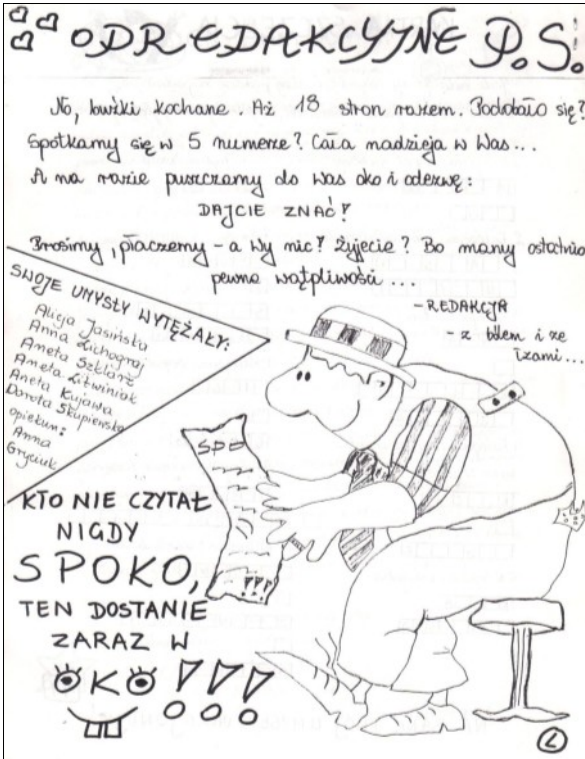 ODREDAKCYJNE P.S.!
No, buźki kochane. Aż 18 stron razem. Podobało się?
Spotkamy się w 5 numerze? Cała nadzieja w Was...
A na razie puszczamy do Was oko i odezwę:
DAJCIE ZNAĆ!
Prosimy, płaczemy - a Wy nic? Żyjecie? Bo mamy ostatnio
pewne wątpliwości....
- REDAKCJA
- z bólem i ze
łzami...
SWOJE UMYSŁY WYTĘŻAŁY:
Alicja Jasińska
Anna Lichograj
Aneta Szklarz
Aneta Litwiniak
Aneta Kujawa
Dorota Skupieńska
opiekun:
Anna
Gryciuk
SPO
KTO NIE CZYTAŁ
NIGDY
SPOKO,
TEN DOSTANIE
ZARAZ W
OKO!!!
Ⓛ